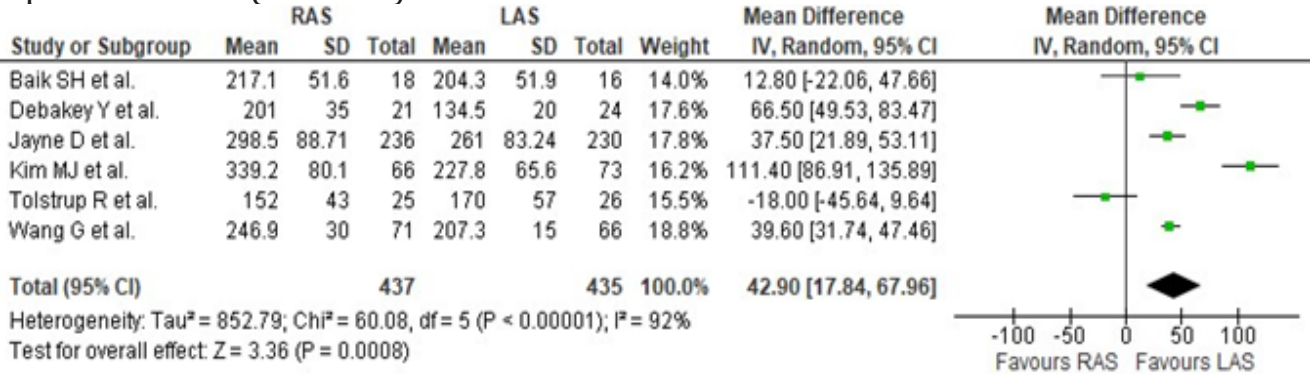 RAS LAS Mean Difference Mean Difference
Study or Subgroup Mean SD Total Mean SD Total Weight IV, Random, 95% CI IV, Random, 95% CI
Baik SH et al. 217.1 51.6 18 204.3 51.9 16 14.0% 12.80 [-22.06, 47.66]
Debakey Y et al. 201 35 21 134.5 20 24 17.6% 66.50 [49.53, 83.47]
Jayne D et al. 298.5 88.71 236 261 83.24 230 17.8% 37.50 [21.89, 53.11]
Kim MJ et al. 339.2 80.1 66 227.8 65.6 73 16.2% 111.40 [86.91, 135.89]
Tolstrup R et al. 152 43 25 170 57 26 15.5% -18.00 [-45.64, 9.64]
Wang G et al. 246.9 30 71 207.3 15 66 18.8% 39.60 [31.74, 47.46]
Total (95% CI) 437 435 100.0% 42.90 [17.84, 67.96]
Heterogeneity: Tau² = 852.79; Chi² = 60.08, df = 5 (P < 0.00001); I² = 92%
Test for overall effect: Z = 3.36 (P = 0.0008)
-100 -50 0 50 100
Favours RAS Favours LAS